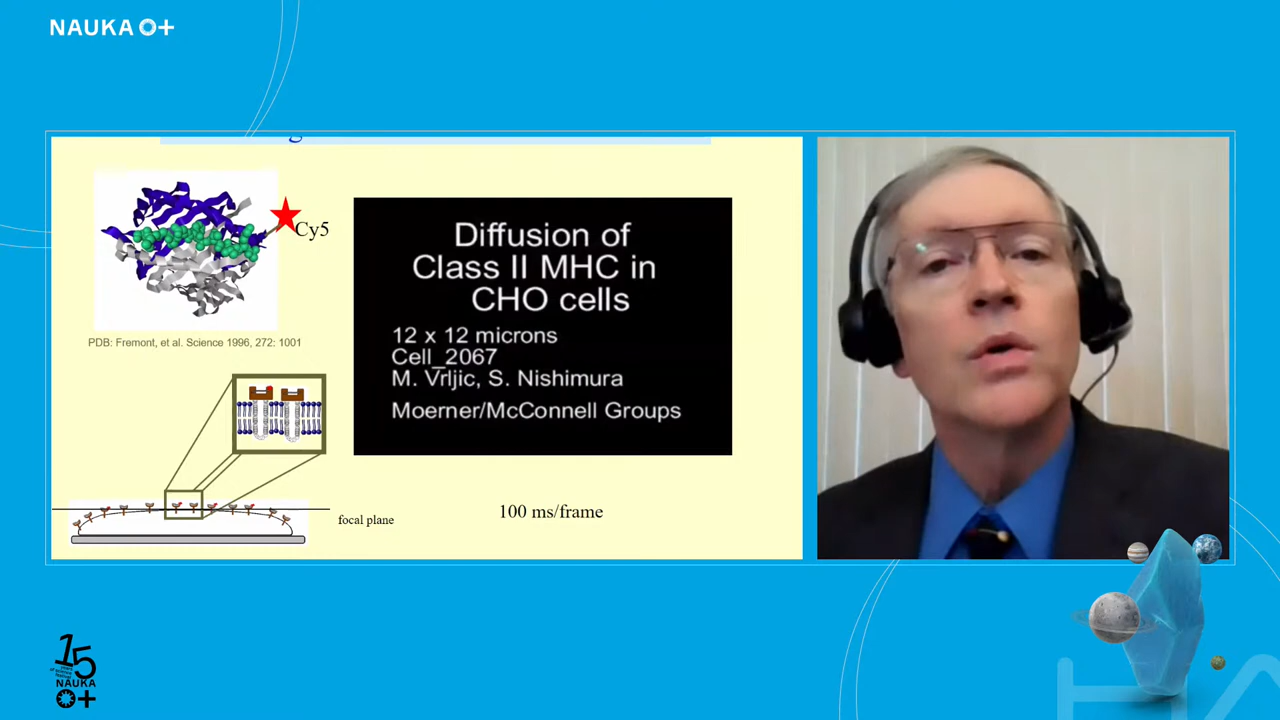 NAUKA O+
Cy5
PDB: Fremont, et al. Science 1996, 272: 1001
Diffusion of
Class II MHC in
CHO cells
12 x 12 microns
Cell_2067
M. Vrljic, S. Nishimura
Moerner/McConnell Groups
focal plane
100 ms/frame
15
NAUKA
O+